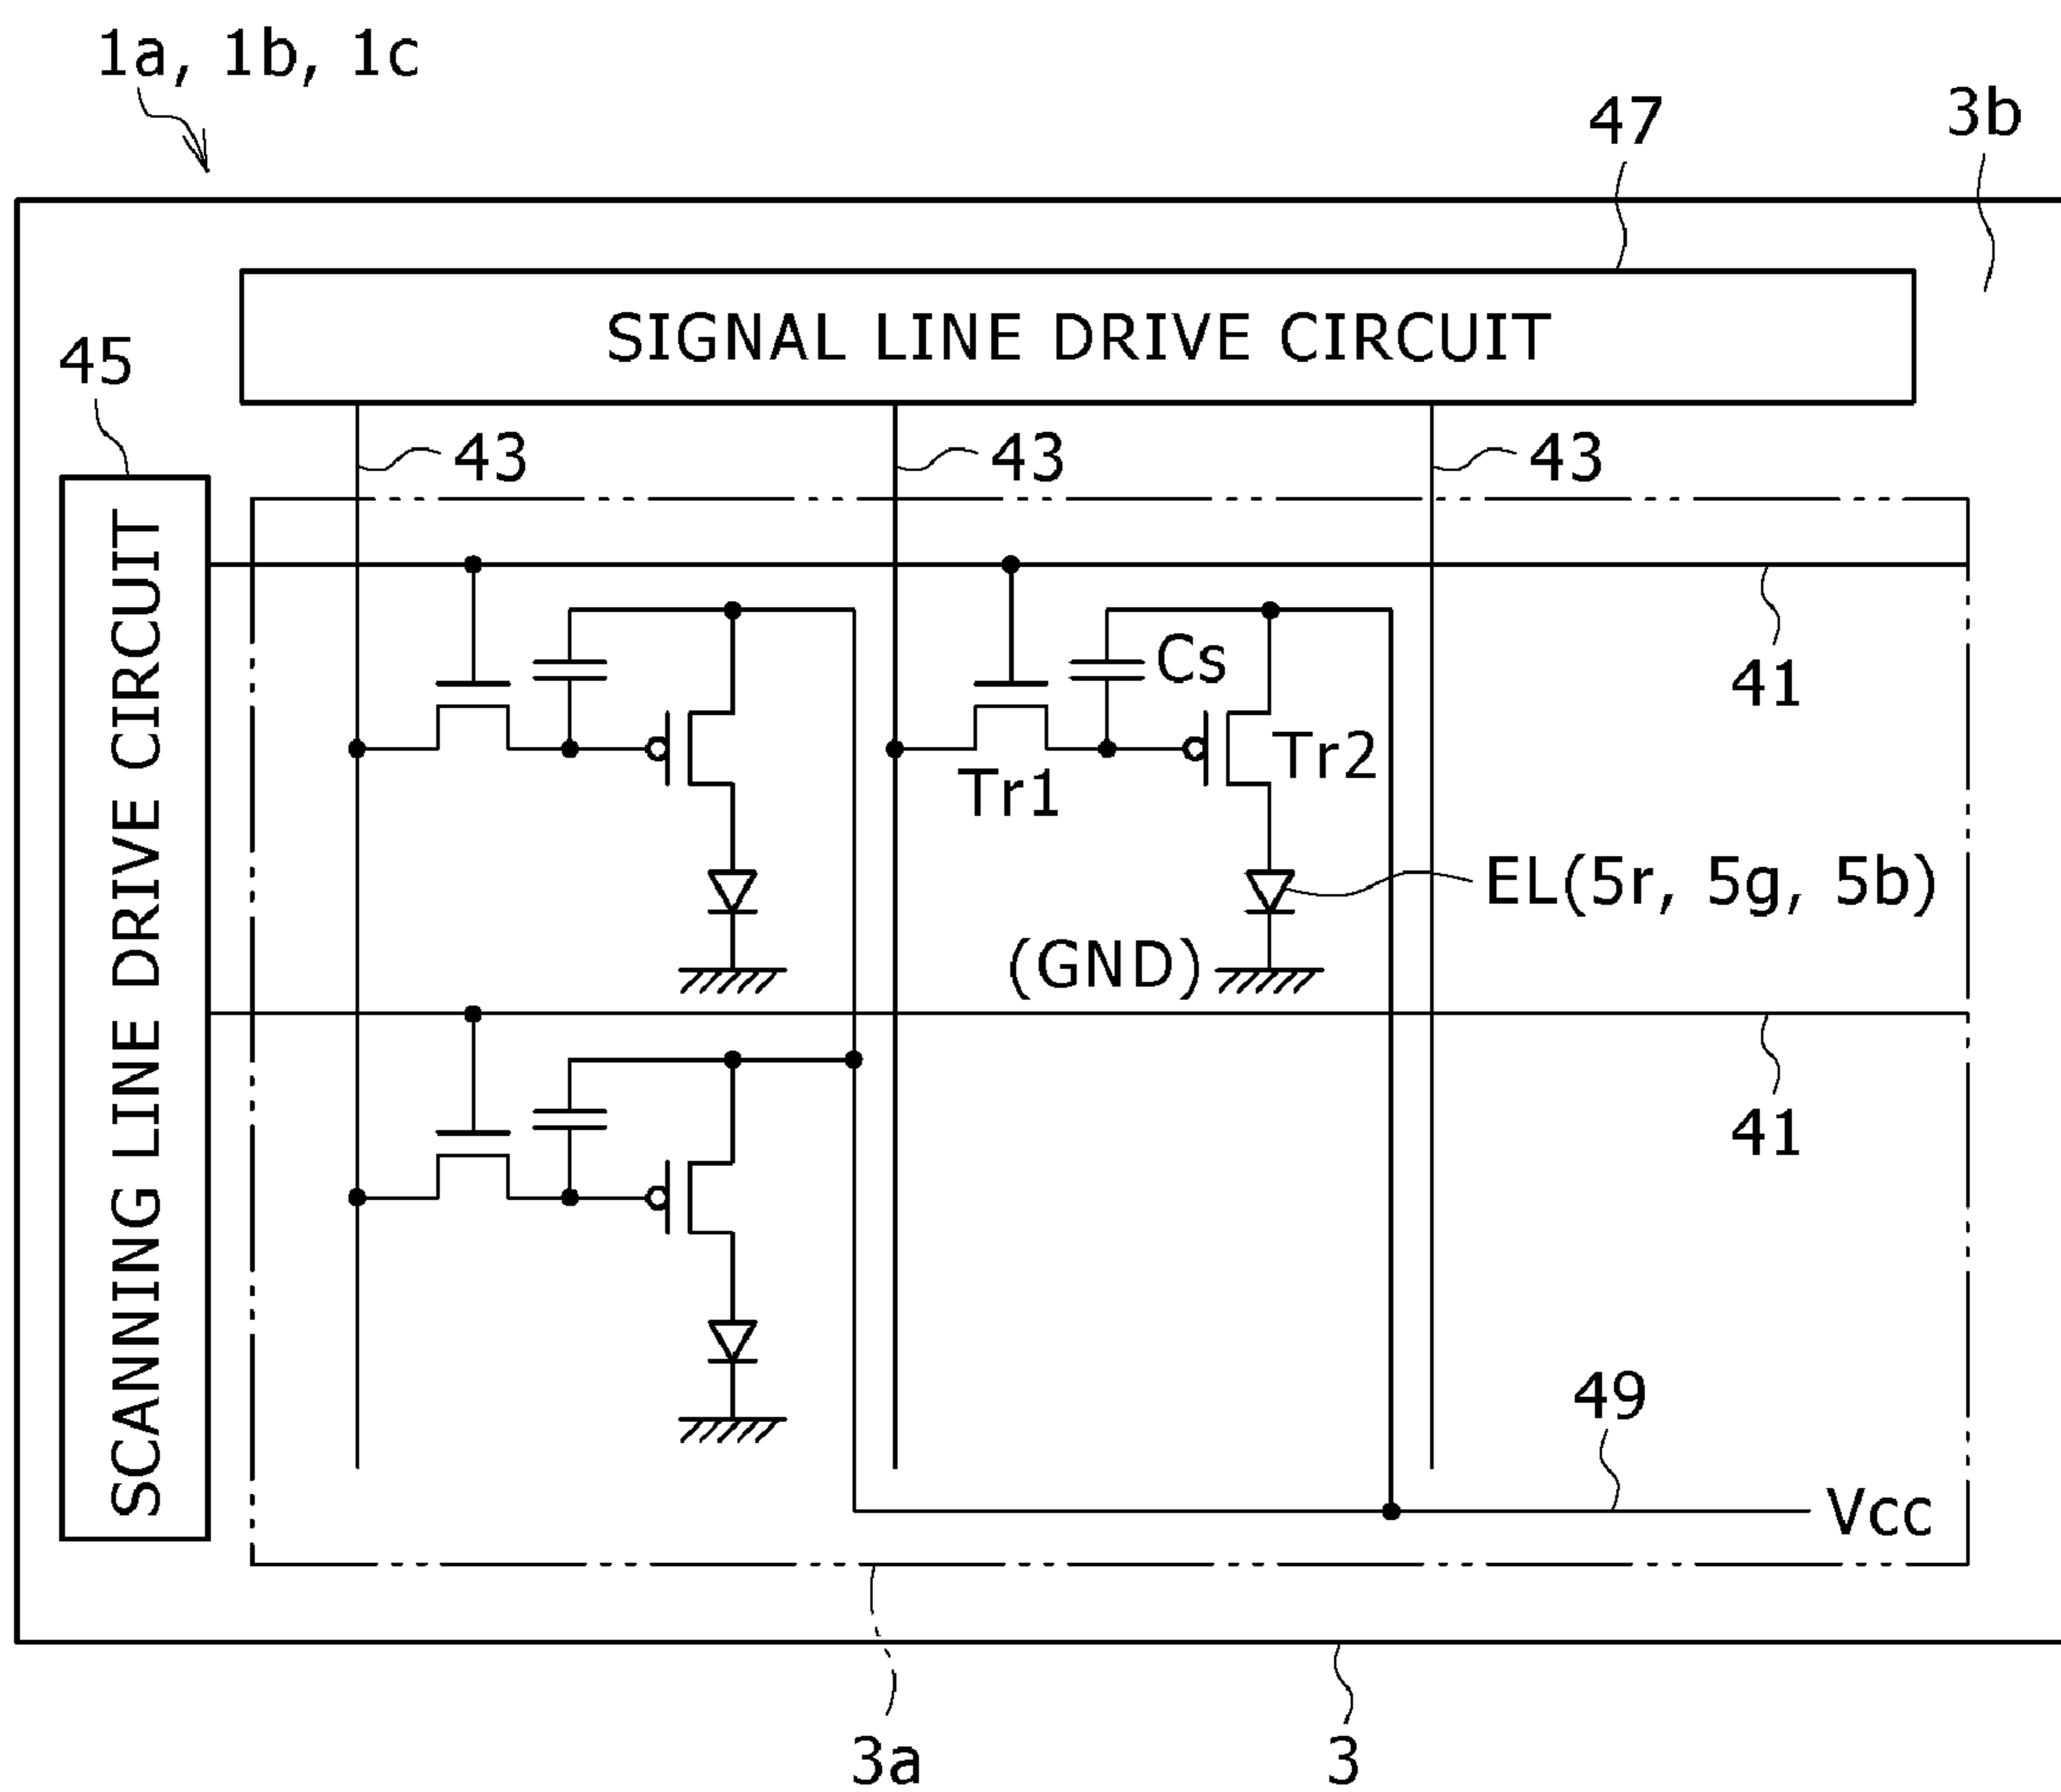 1a, 1b, 1c
47
3b
SIGNAL LINE DRIVE CIRCUIT
45
43
43
43
SCANNING LINE DRIVE CIRCUIT
Cs
41
Tr2
Tr1
EL(5r, 5g, 5b)
(GND)
41
49
Vcc
3a
3